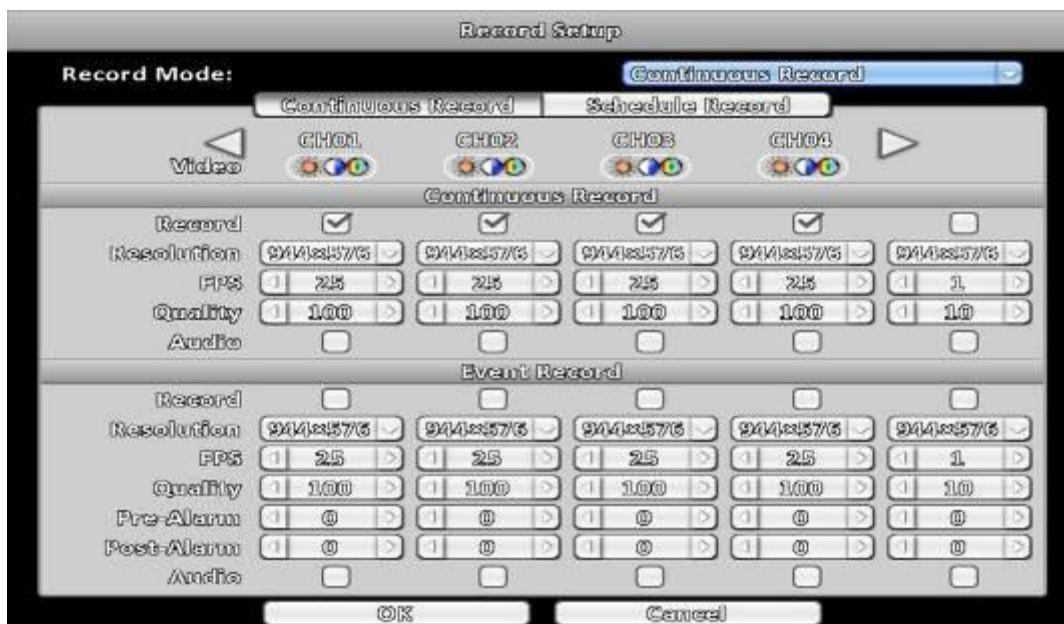 Record Setup
Record Mode: Continuous Record
Continuous Record Schedule Record
CH01 CH02 CH03 CH04
Video
Continuous Record
Record
Resolution 944x576 944x576 944x576 944x576 944x576
FPS 25 25 25 25 1
Quality 100 100 100 100 10
Audio
Event Record
Record
Resolution 944x576 944x576 944x576 944x576 944x576
FPS 25 25 25 25 1
Quality 100 100 100 100 10
Pre-Alarm 0 0 0 0 0
Post-Alarm 0 0 0 0 0
Audio
OK Cancel